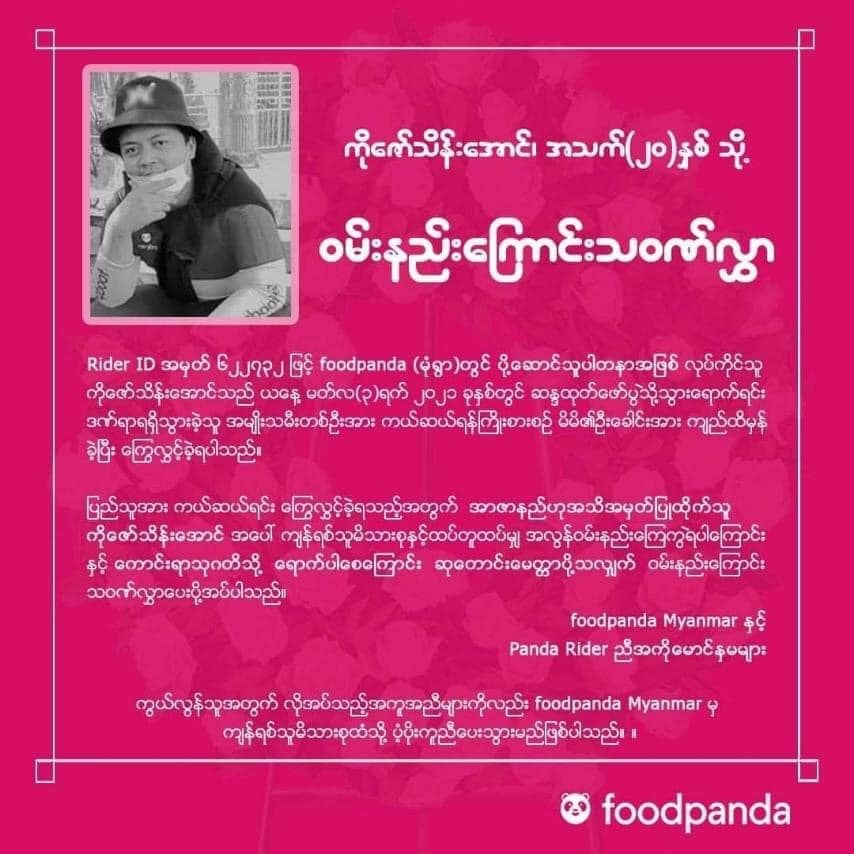 ကိုဇော်သိန်းအောင်၊ အသက်(၂၀)နှစ် သို့
ဝမ်းနည်းကြောင်းသဝဏ်လွှာ
Rider ID အမှတ် ၆၂၂၇၃၂ ဖြင့် foodpanda (မုံရွာ)တွင် ပို့ဆောင်သူပါတနာအဖြစ် လုပ်ကိုင်သူ
ကိုဇော်သိန်းအောင်သည် ယနေ့ မတ်လ(၃)ရက် ၂၀၂၁ ခုနှစ်တွင် ဆန္ဒထုတ်ဖော်ပွဲသို့သွားရောက်ရင်း
ဒဏ်ရာရရှိသွားခဲ့သူ အမျိုးသမီးတစ်ဦးအား ကယ်ဆယ်ရန်ကြိုးစားစဉ် မိမိ၏ဦးခေါင်းအား ကျည်ထိမှန်
ခဲ့ပြီး ကြွေလွင့်ခဲ့ရပါသည်။
ပြည်သူအား ကယ်ဆယ်ရင်း ကြွေလွင့်ခဲ့ရသည့်အတွက် အာဇာနည်ဟုအသိအမှတ်ပြုထိုက်သူ
ကိုဇော်သိန်းအောင် အပေါ် ကျန်ရစ်သူမိသားစုနှင့်ထပ်တူထပ်မျှ အလွန်ဝမ်းနည်းကြေကွဲရပါကြောင်း
နှင့် ကောင်းရာသုဂတိသို့ ရောက်ပါစေကြောင်း ဆုတောင်းမေတ္တာပို့သလျှက် ဝမ်းနည်းကြောင်း
သဝဏ်လွှာပေးပို့အပ်ပါသည်။
foodpanda Myanmar နှင့်
Panda Rider ညီအကိုမောင်နှမများ
ကွယ်လွန်သူအတွက် လိုအပ်သည့်အကူအညီများကိုလည်း foodpanda Myanmar မှ
ကျန်ရစ်သူမိသားစုထံသို့ ပံ့ပိုးကူညီပေးသွားမည်ဖြစ်ပါသည်။ ။
foodpanda